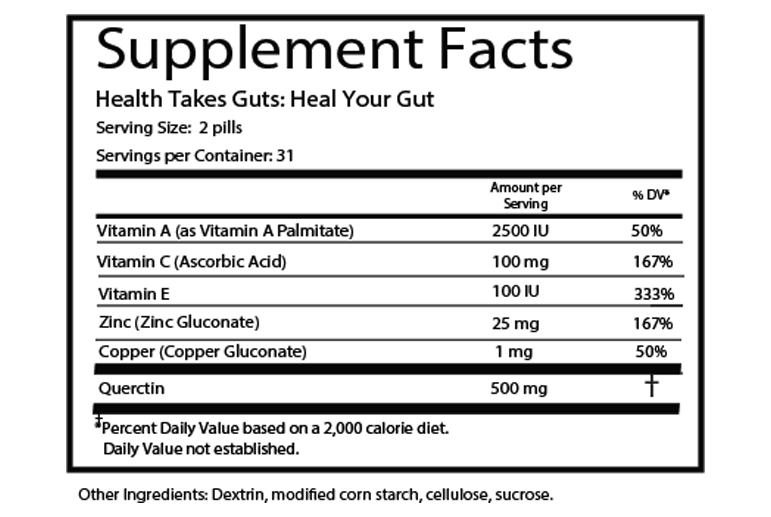 Supplement Facts
Health Takes Guts: Heal Your Gut
Serving Size: 2 pills
Servings per Container: 31
Amount per Serving % DV*
Vitamin A (as Vitamin A Palmitate) 2500 IU 50%
Vitamin C (Ascorbic Acid) 100 mg 167%
Vitamin E 100 IU 333%
Zinc (Zinc Gluconate) 25 mg 167%
Copper (Copper Gluconate) 1 mg 50%
Querctin 500 mg †
*Percent Daily Value based on a 2,000 calorie diet.
‡Daily Value not established.
Other Ingredients: Dextrin, modified corn starch, cellulose, sucrose.